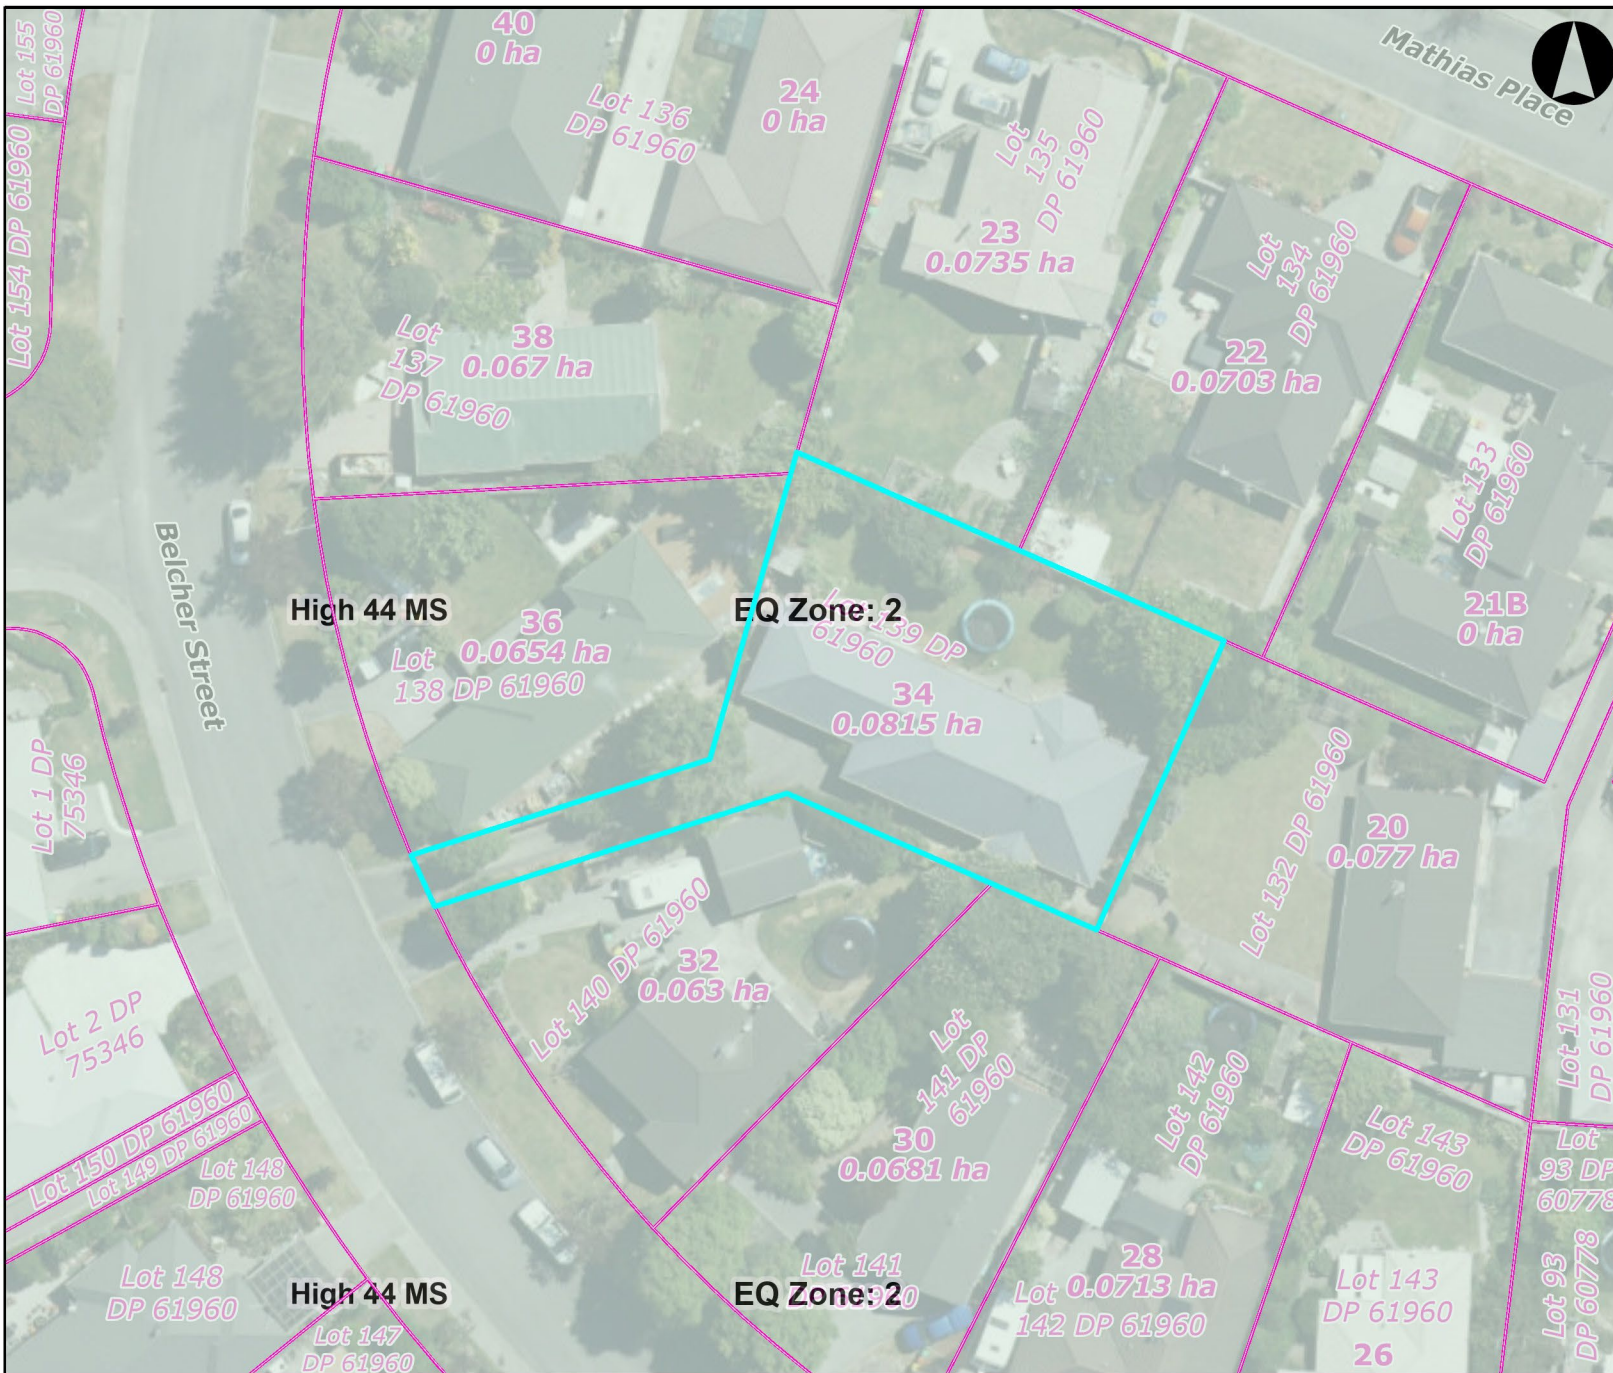 Lot 155
DP 61960
40
0 ha
Lot 136
DP 61960
24
0 ha
Mathias Place
Lot
135
DP 61960
23
0.0735 ha
Lot
134
DP 61960
22
0.0703 ha
Lot 154 DP 61960
Lot
137
DP 61960
38
0.067 ha
Lot 133
DP 61960
21B
0 ha
Belcher Street
High 44 MS
EQ Zone: 2
36
0.0654 ha
Lot
138 DP 61960
Lot 139 DP
61960
34
0.0815 ha
Lot 1 DP
75346
Lot 132 DP 61960
20
0.077 ha
Lot 140 DP 61960
32
0.063 ha
Lot 2 DP
75346
Lot
141 DP
61960
30
0.0681 ha
Lot 142
DP 61960
Lot 143
DP 61960
Lot 131
DP 61960
Lot 150 DP 61960
Lot 149 DP 61960
Lot 148
DP 61960
Lot
93 DP
60778
Lot 148
DP 61960
High 44 MS
EQ Zone: 2
Lot 141
DP 61960
28
0.0713 ha
Lot
142 DP 61960
Lot 143
DP 61960
26
Lot 93
DP 60778
Lot 147
DP 61960